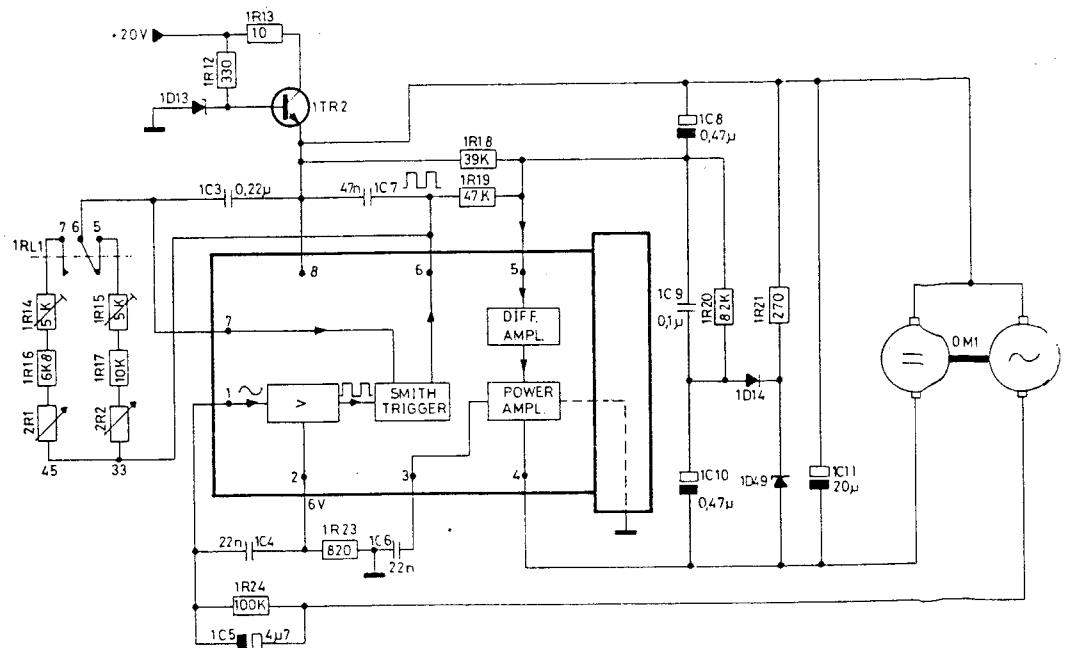 +20V
1R13
10
1R12
330
1D13
1TR2
1C8
0,47µ
1R18
39K
1C3
0,22µ
47n
1C7
1R19
47K
7
6
5
1RL1
8
6
5
1R14
5K
1R15
5K
1C9
0,1µ
1R20
82K
1R21
270
DIFF.
AMPL.
7
0M1
1R16
6K8
1R17
10K
1
>
SMITH
TRIGGER
POWER
AMPL.
1D14
2R1
2R2
45
33
2
3
4
6V
1C10
0,47µ
1D49
1C11
20µ
22n
1C4
1R23
820
1C6
22n
1R24
100K
1C5
4µ7